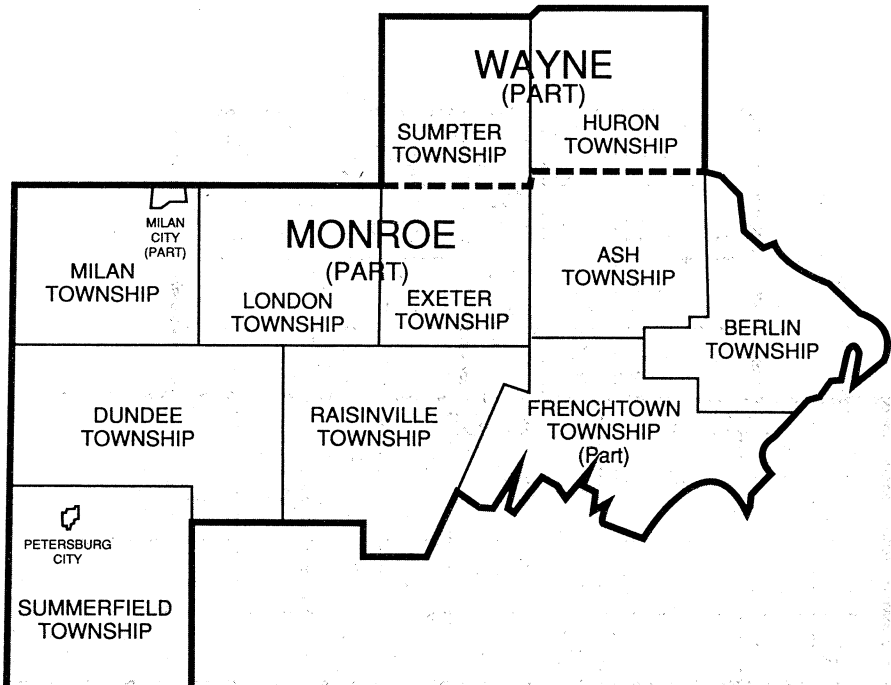 WAYNE
(PART)
SUMPTER
TOWNSHIP
HURON
TOWNSHIP
MILAN
CITY
(PART)
MONROE
(PART)
MILAN
TOWNSHIP
LONDON
TOWNSHIP
EXETER
TOWNSHIP
ASH
TOWNSHIP
BERLIN
TOWNSHIP
DUNDEE
TOWNSHIP
RAISINVILLE
TOWNSHIP
FRENCHTOWN
TOWNSHIP
(Part)
PETERSBURG
CITY
SUMMERFIELD
TOWNSHIP